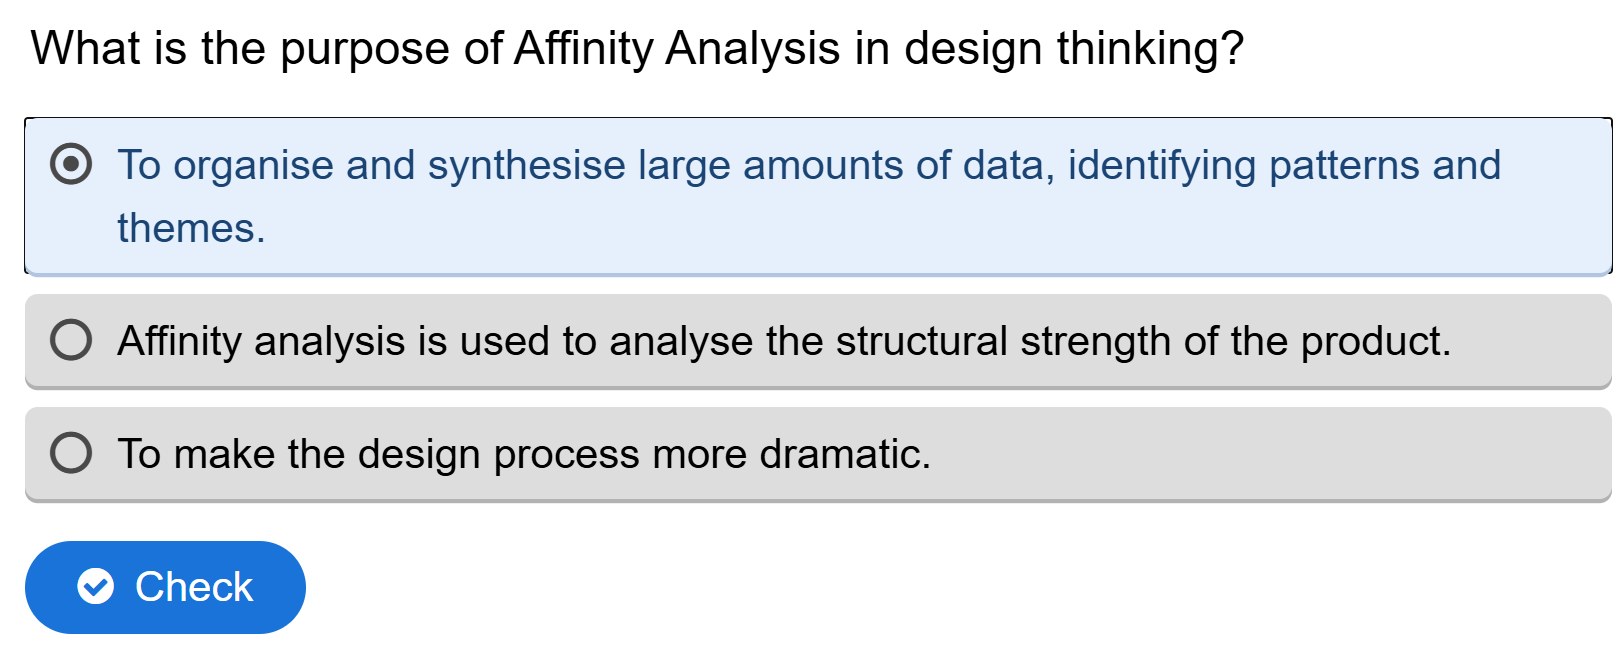 What is the purpose of Affinity Analysis in design thinking?
To organise and synthesise large amounts of data, identifying patterns and
themes.
Affinity analysis is used to analyse the structural strength of the product.
To make the design process more dramatic.
Check